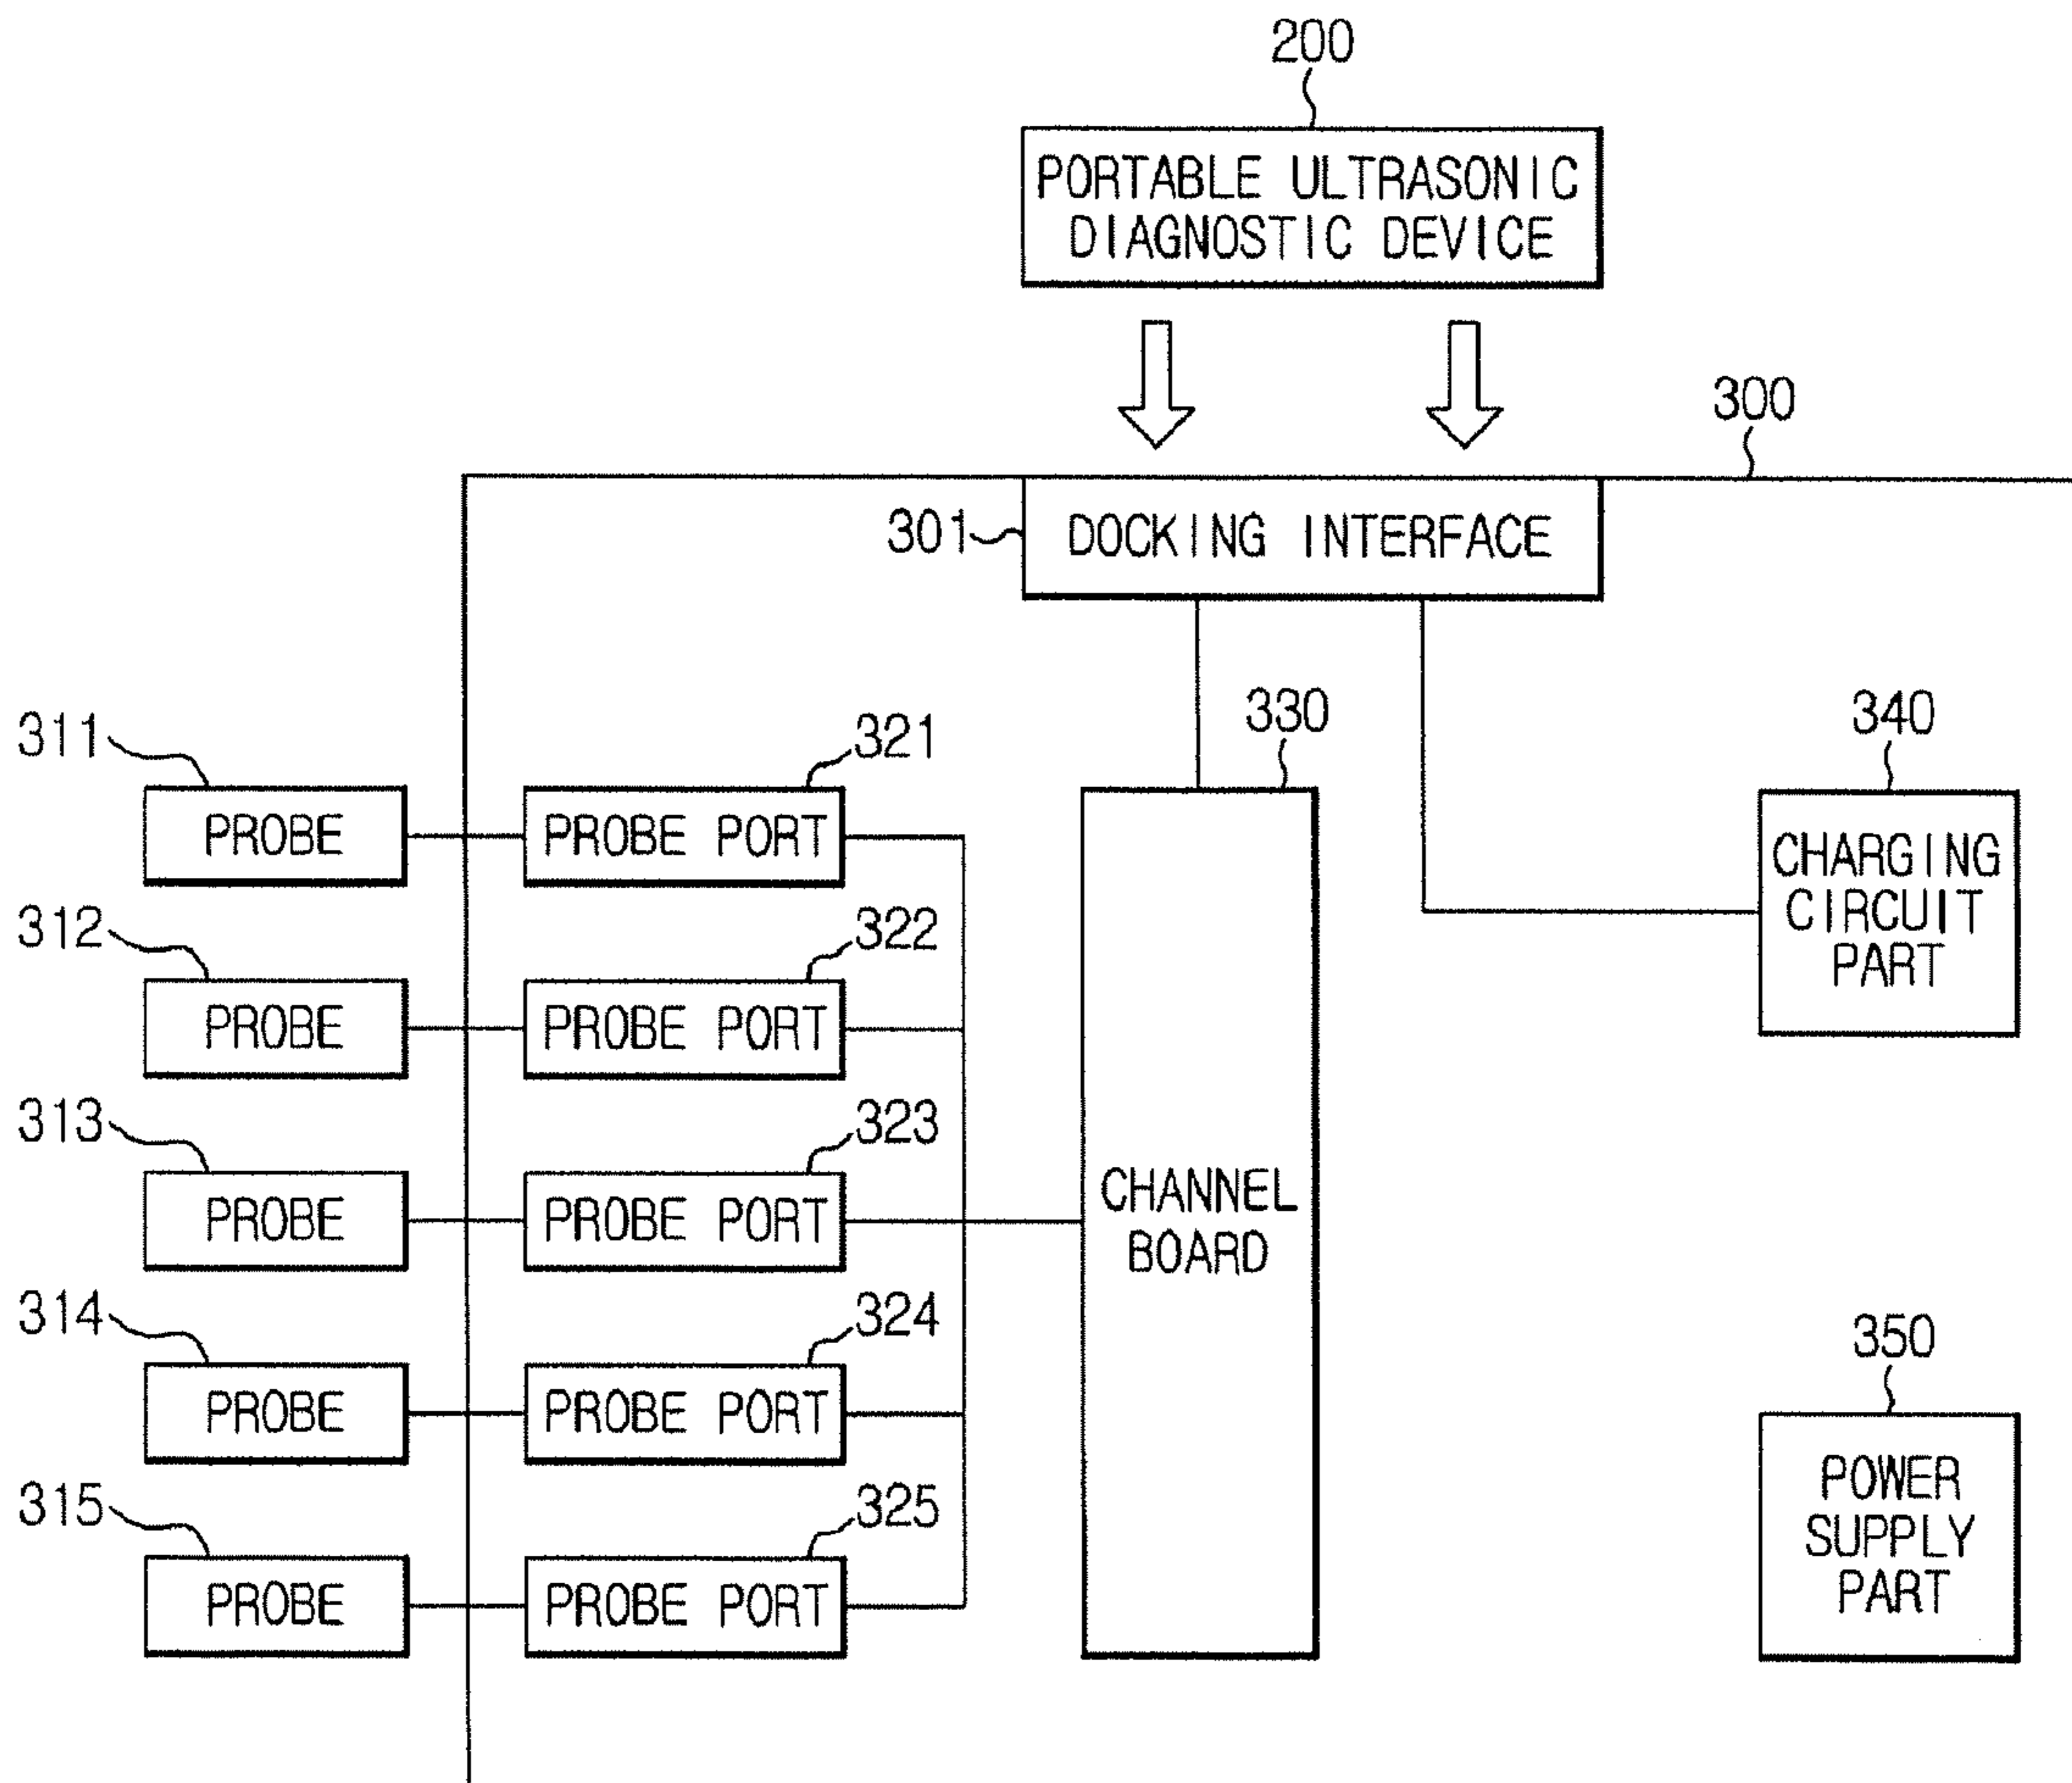 200
PORTABLE ULTRASONIC
DIAGNOSTIC DEVICE
300
301
DOCKING INTERFACE
330
340
311
321
PROBE
PROBE PORT
CHARGING
CIRCUIT
PART
312
322
PROBE
PROBE PORT
313
323
PROBE
PROBE PORT
CHANNEL
BOARD
314
324
PROBE
PROBE PORT
350
315
325
PROBE
PROBE PORT
POWER
SUPPLY
PART